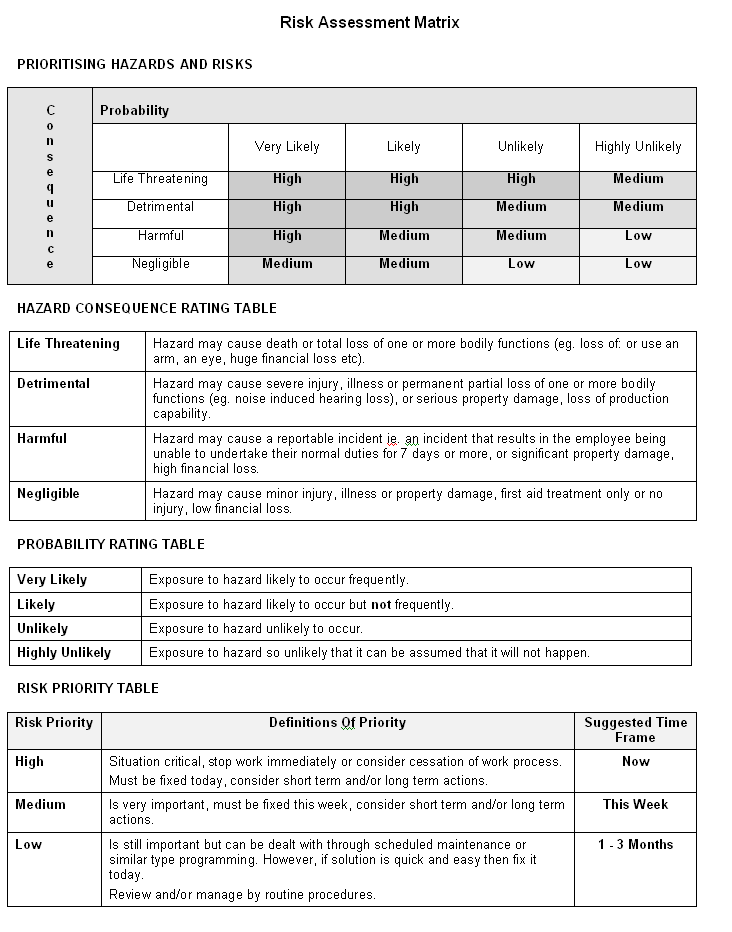 Risk Assessment Matrix
PRIORITISING HAZARDS AND RISKS
Consequence
Probability
Very Likely Likely Unlikely Highly Unlikely
Life Threatening High High High Medium
Detrimental High High Medium Medium
Harmful High Medium Medium Low
Negligible Medium Medium Low Low
HAZARD CONSEQUENCE RATING TABLE
Life Threatening Hazard may cause death or total loss of one or more bodily functions (eg. loss of: or use an
arm, an eye, huge financial loss etc).
Detrimental Hazard may cause severe injury, illness or permanent partial loss of one or more bodily
functions (eg. noise induced hearing loss), or serious property damage, loss of production
capability.
Harmful Hazard may cause a reportable incident ie. an incident that results in the employee being
unable to undertake their normal duties for 7 days or more, or significant property damage,
high financial loss.
Negligible Hazard may cause minor injury, illness or property damage, first aid treatment only or no
injury, low financial loss.
PROBABILITY RATING TABLE
Very Likely Exposure to hazard likely to occur frequently.
Likely Exposure to hazard likely to occur but not frequently.
Unlikely Exposure to hazard unlikely to occur.
Highly Unlikely Exposure to hazard so unlikely that it can be assumed that it will not happen.
RISK PRIORITY TABLE
Risk Priority Definitions Of Priority Suggested Time
Frame
High Situation critical, stop work immediately or consider cessation of work process. Now
Must be fixed today, consider short term and/or long term actions.
Medium Is very important, must be fixed this week, consider short term and/or long term This Week
actions.
Low Is still important but can be dealt with through scheduled maintenance or 1 - 3 Months
similar type programming. However, if solution is quick and easy then fix it
today.
Review and/or manage by routine procedures.